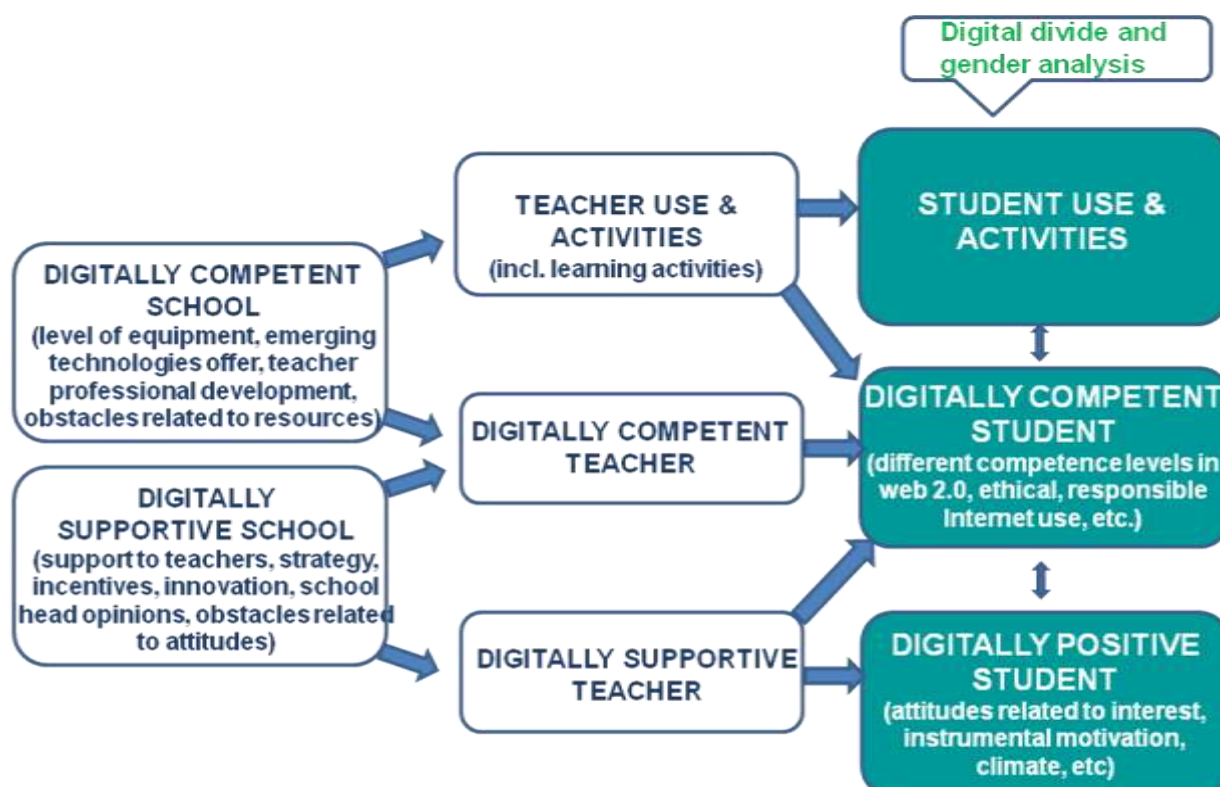 Digital divide and
gender analysis
TEACHER USE &
ACTIVITIES
(incl. learning activities)
STUDENT USE &
ACTIVITIES
DIGITALLY COMPETENT
SCHOOL
(level of equipment, emerging
technologies offer, teacher
professional development,
obstacles related to resources)
DIGITALLY COMPETENT
TEACHER
DIGITALLY COMPETENT
STUDENT
(different competence levels in
web 2.0, ethical, responsible
Internet use, etc.)
DIGITALLY
SUPPORTIVE SCHOOL
(support to teachers, strategy,
incentives, innovation, school
head opinions, obstacles related
to attitudes)
DIGITALLY SUPPORTIVE
TEACHER
DIGITALLY POSITIVE
STUDENT
(attitudes related to interest,
instrumental motivation,
climate, etc)